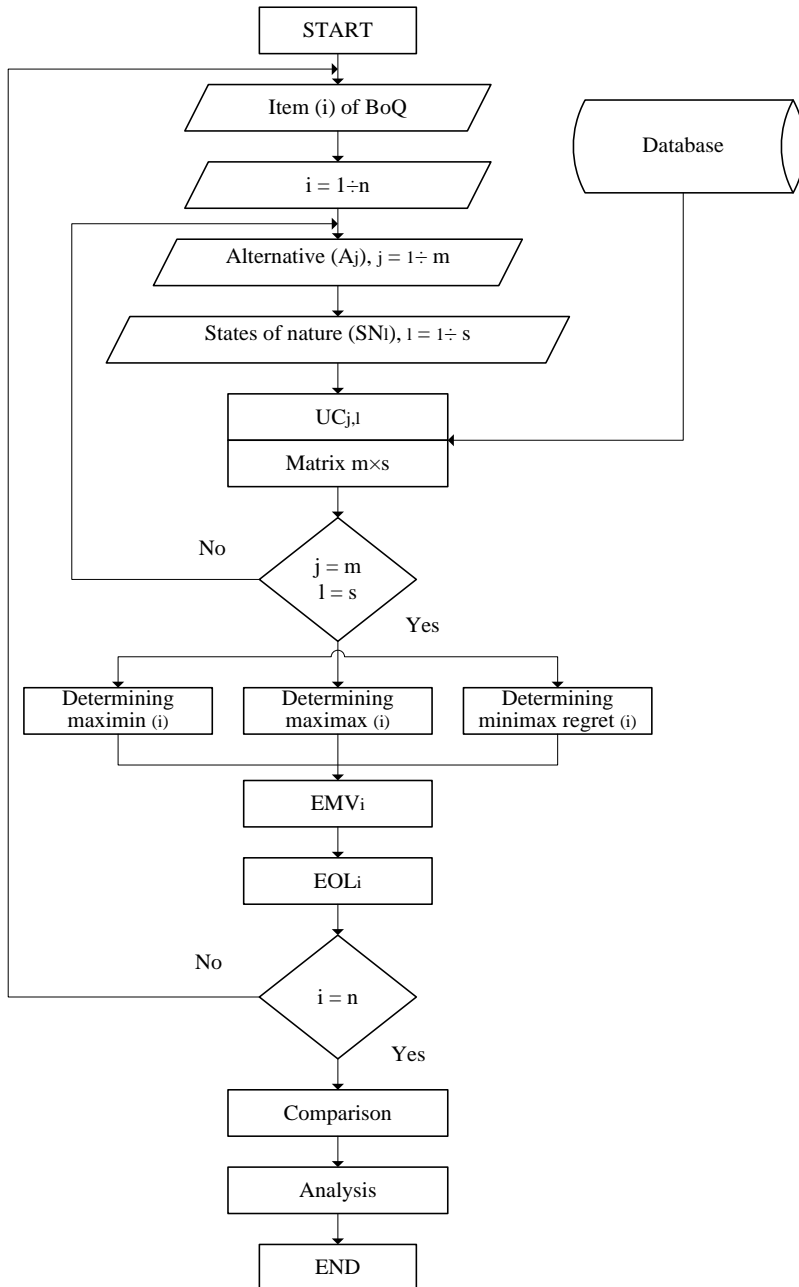 START
Item (i) of BoQ
Database
i = 1÷n
Alternative (Aj), j = 1÷ m
States of nature (SNl), l = 1÷ s
UCj,l
Matrix m×s
No
j = m
l = s
Yes
Determining
maximin (i)
Determining
maximax (i)
Determining
minimax regret (i)
EMVi
EOLi
No
i = n
Yes
Comparison
Analysis
END